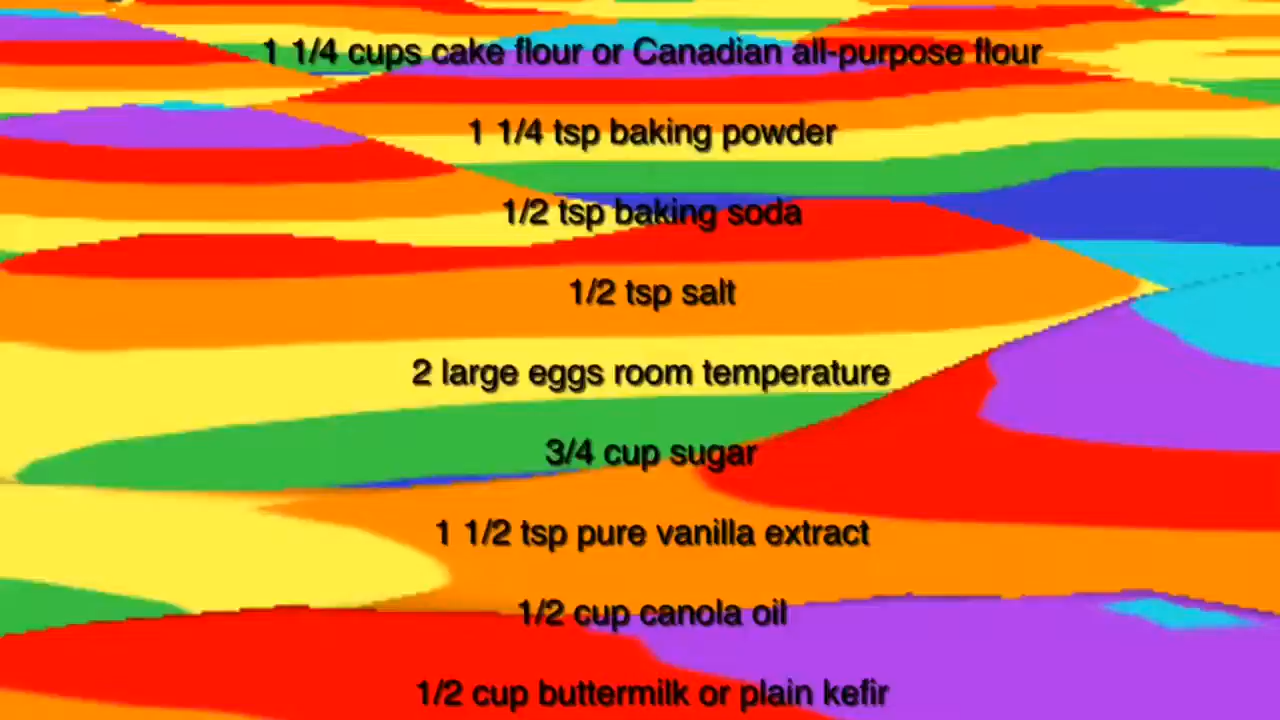 1 1/4 cups cake flour or Canadian all-purpose flour
1 1/4 tsp baking powder
1/2 tsp baking soda
1/2 tsp salt
2 large eggs room temperature
3/4 cup sugar
1 1/2 tsp pure vanilla extract
1/2 cup canola oil
1/2 cup buttermilk or plain kefir